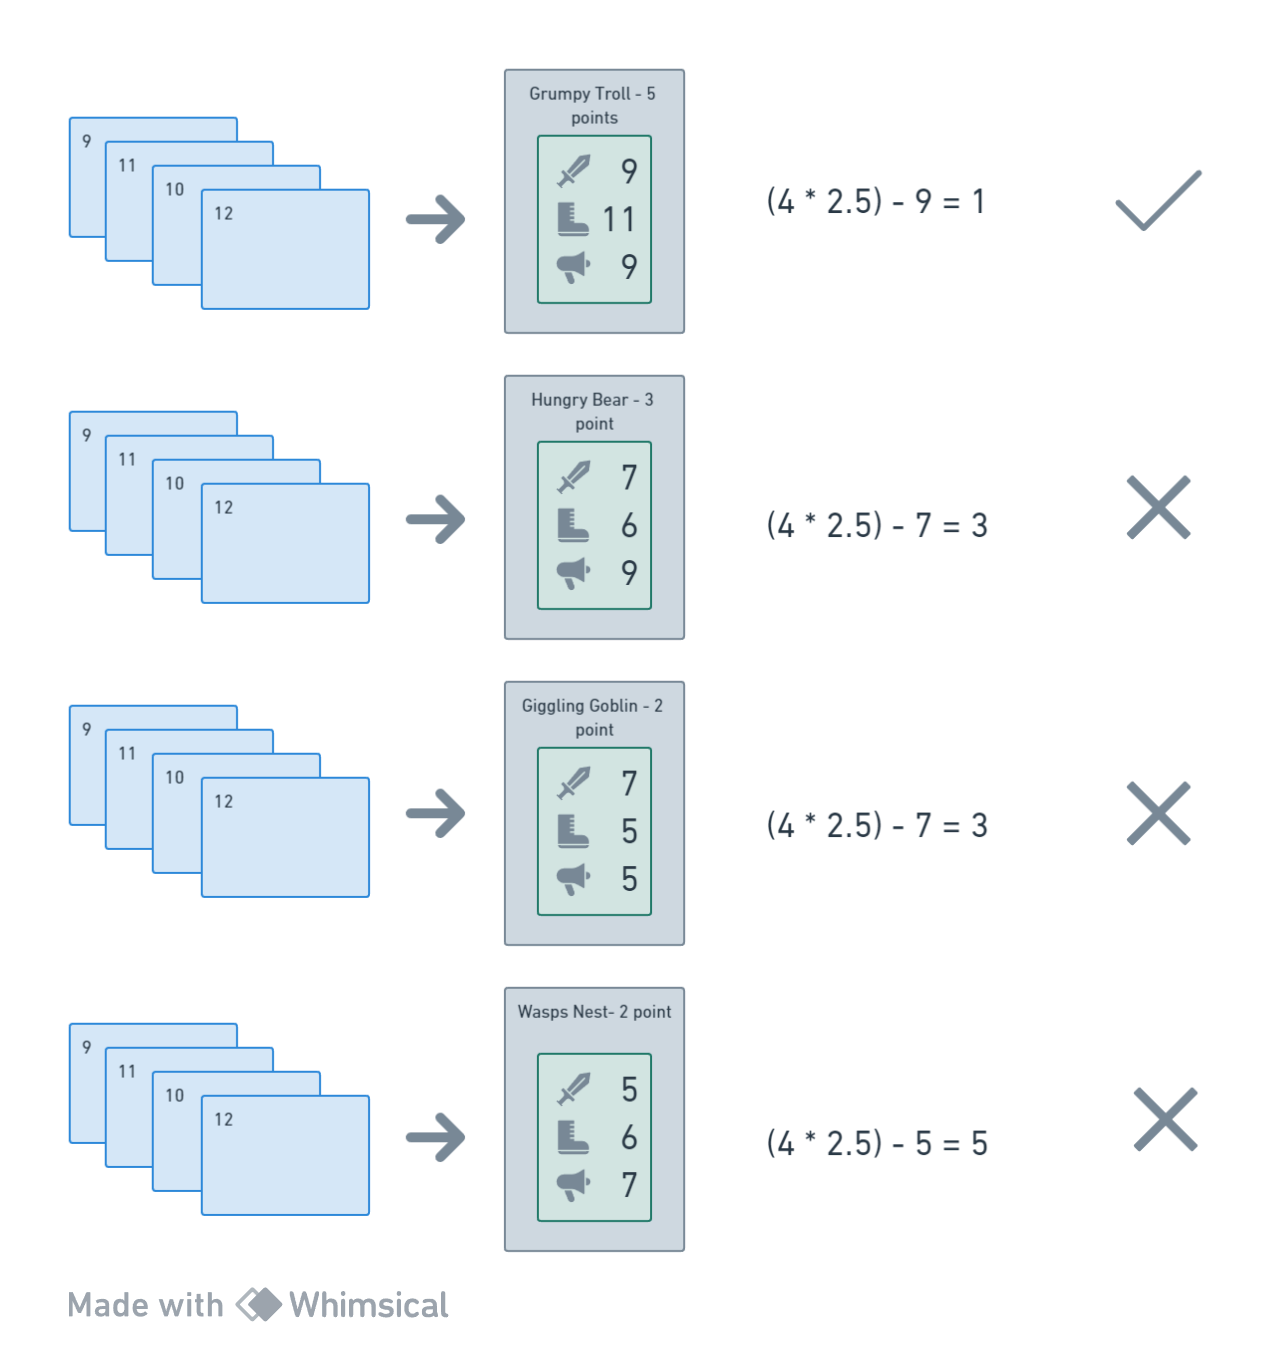 Grumpy Troll - 5
points
9
11
10
12
9
11
9
(4 * 2.5) - 9 = 1
Hungry Bear - 3
point
9
11
10
12
7
6
9
(4 * 2.5) - 7 = 3
Giggling Goblin - 2
point
9
11
10
12
7
5
5
(4 * 2.5) - 7 = 3
Wasps Nest- 2 point
9
11
10
12
5
6
7
(4 * 2.5) - 5 = 5
Made with Whimsical